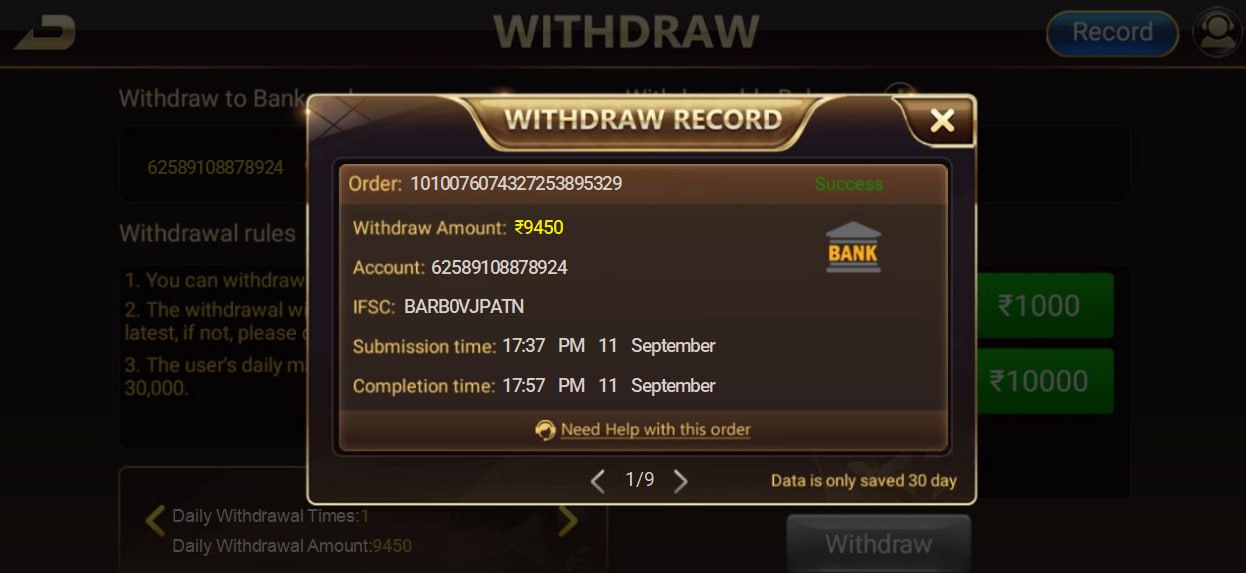 WITHDRAW
Record
Withdraw to Bank
62589108878924
WITHDRAW RECORD
Order: 1010076074327253895329
Success
Withdraw Amount: ₹9450
BANK
Account: 62589108878924
IFSC: BARB0VJPATN
Submission time: 17:37 PM 11 September
Completion time: 17:57 PM 11 September
Need Help with this order
1/9
Data is only saved 30 day
Withdrawal rules
1. You can withdraw
2. The withdrawal
latest, if not, please
3. The user's daily
30,000.
₹1000
₹10000
Daily Withdrawal Times:1
Daily Withdrawal Amount:9450
Withdraw